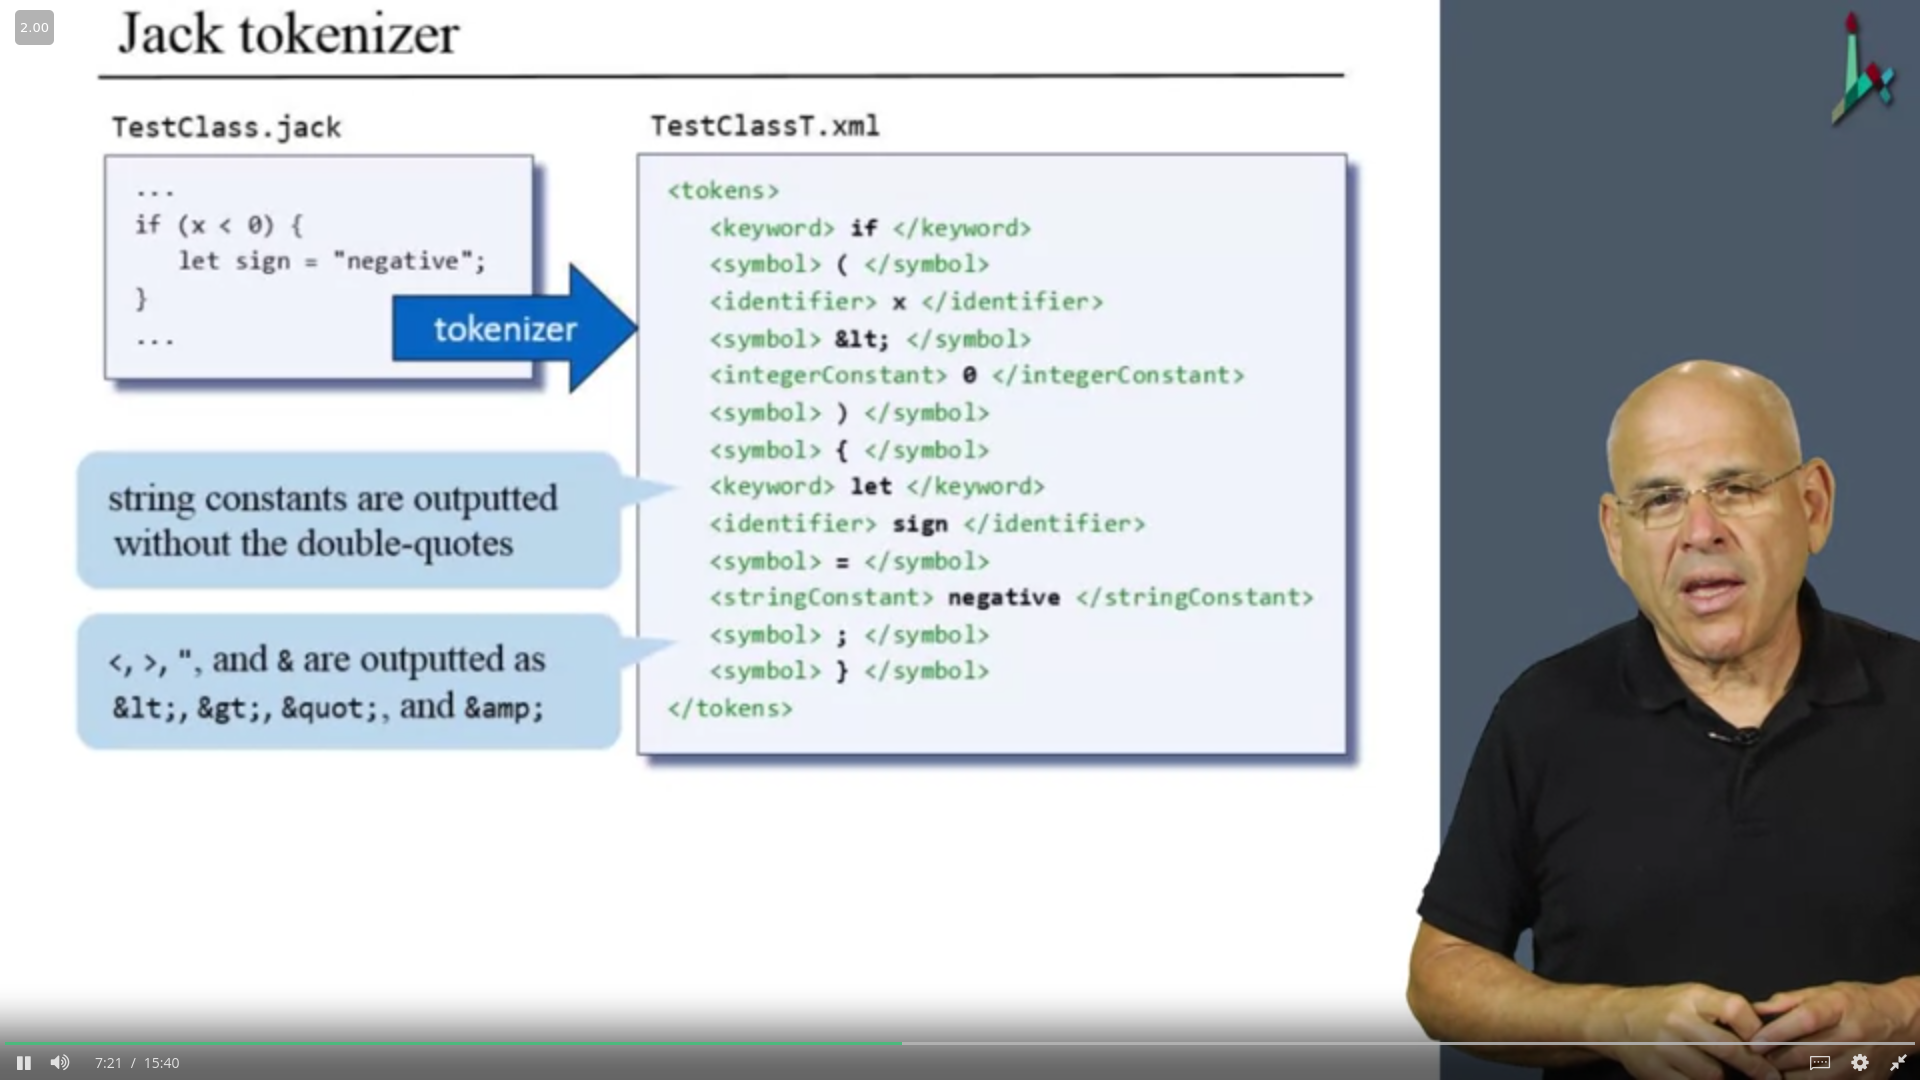 2.00
Jack tokenizer
TestClass.jack
...
if (x < 0) {
let sign = "negative";
}
...
tokenizer
string constants are outputted
without the double-quotes
<, >, ", and & are outputted as
&lt;, &gt;, &quot;, and &amp;
TestClassT.xml
<tokens>
<keyword> if </keyword>
<symbol> ( </symbol>
<identifier> x </identifier>
<symbol> &lt; </symbol>
<integerConstant> 0 </integerConstant>
<symbol> ) </symbol>
<symbol> { </symbol>
<keyword> let </keyword>
<identifier> sign </identifier>
<symbol> = </symbol>
<stringConstant> negative </stringConstant>
<symbol> ; </symbol>
<symbol> } </symbol>
</tokens>
7:21 / 15:40